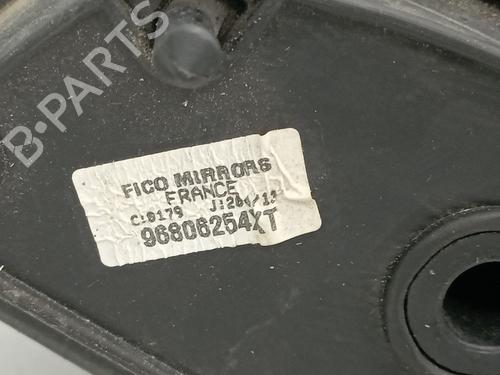 B-PARTS
FICO MIRRORS
FRANCE
C:0179
96806254XT